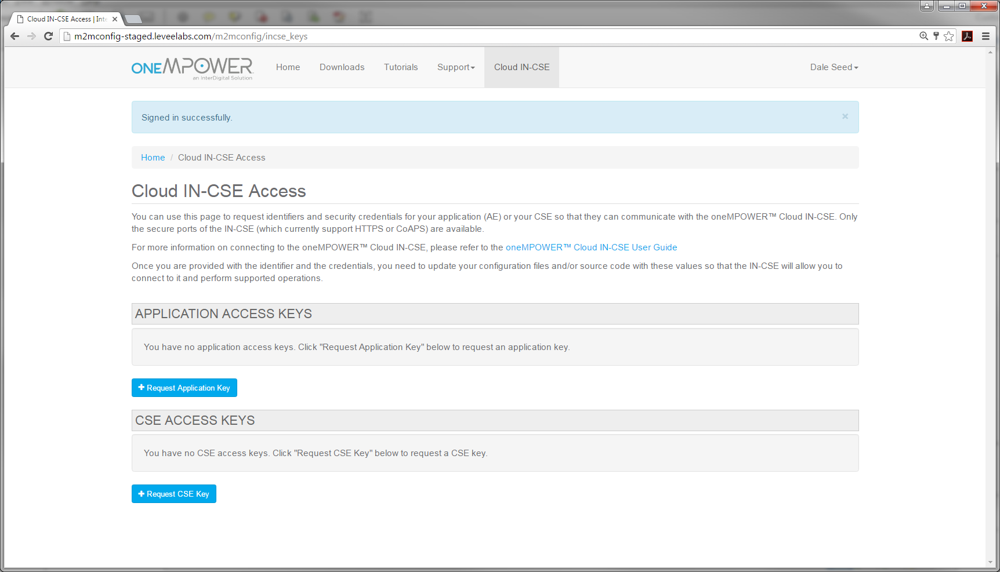 Cloud IN-CSE Access | Inte
m2mconfig-staged.leveelabs.com/m2mconfig/incse_keys
oneMPOWER
an InterDigital Solution
Home
Downloads
Tutorials
Support
Cloud IN-CSE
Dale Seed
Signed in successfully.
×
Home / Cloud IN-CSE Access
Cloud IN-CSE Access
You can use this page to request identifiers and security credentials for your application (AE) or your CSE so that they can communicate with the oneMPOWER™ Cloud IN-CSE. Only
the secure ports of the IN-CSE (which currently support HTTPS or CoAPS) are available.
For more information on connecting to the oneMPOWER™ Cloud IN-CSE, please refer to the oneMPOWER™ Cloud IN-CSE User Guide
Once you are provided with the identifier and the credentials, you need to update your configuration files and/or source code with these values so that the IN-CSE will allow you to
connect to it and perform supported operations.
APPLICATION ACCESS KEYS
You have no application access keys. Click "Request Application Key" below to request an application key.
Request Application Key
CSE ACCESS KEYS
You have no CSE access keys. Click "Request CSE Key" below to request a CSE key.
Request CSE Key